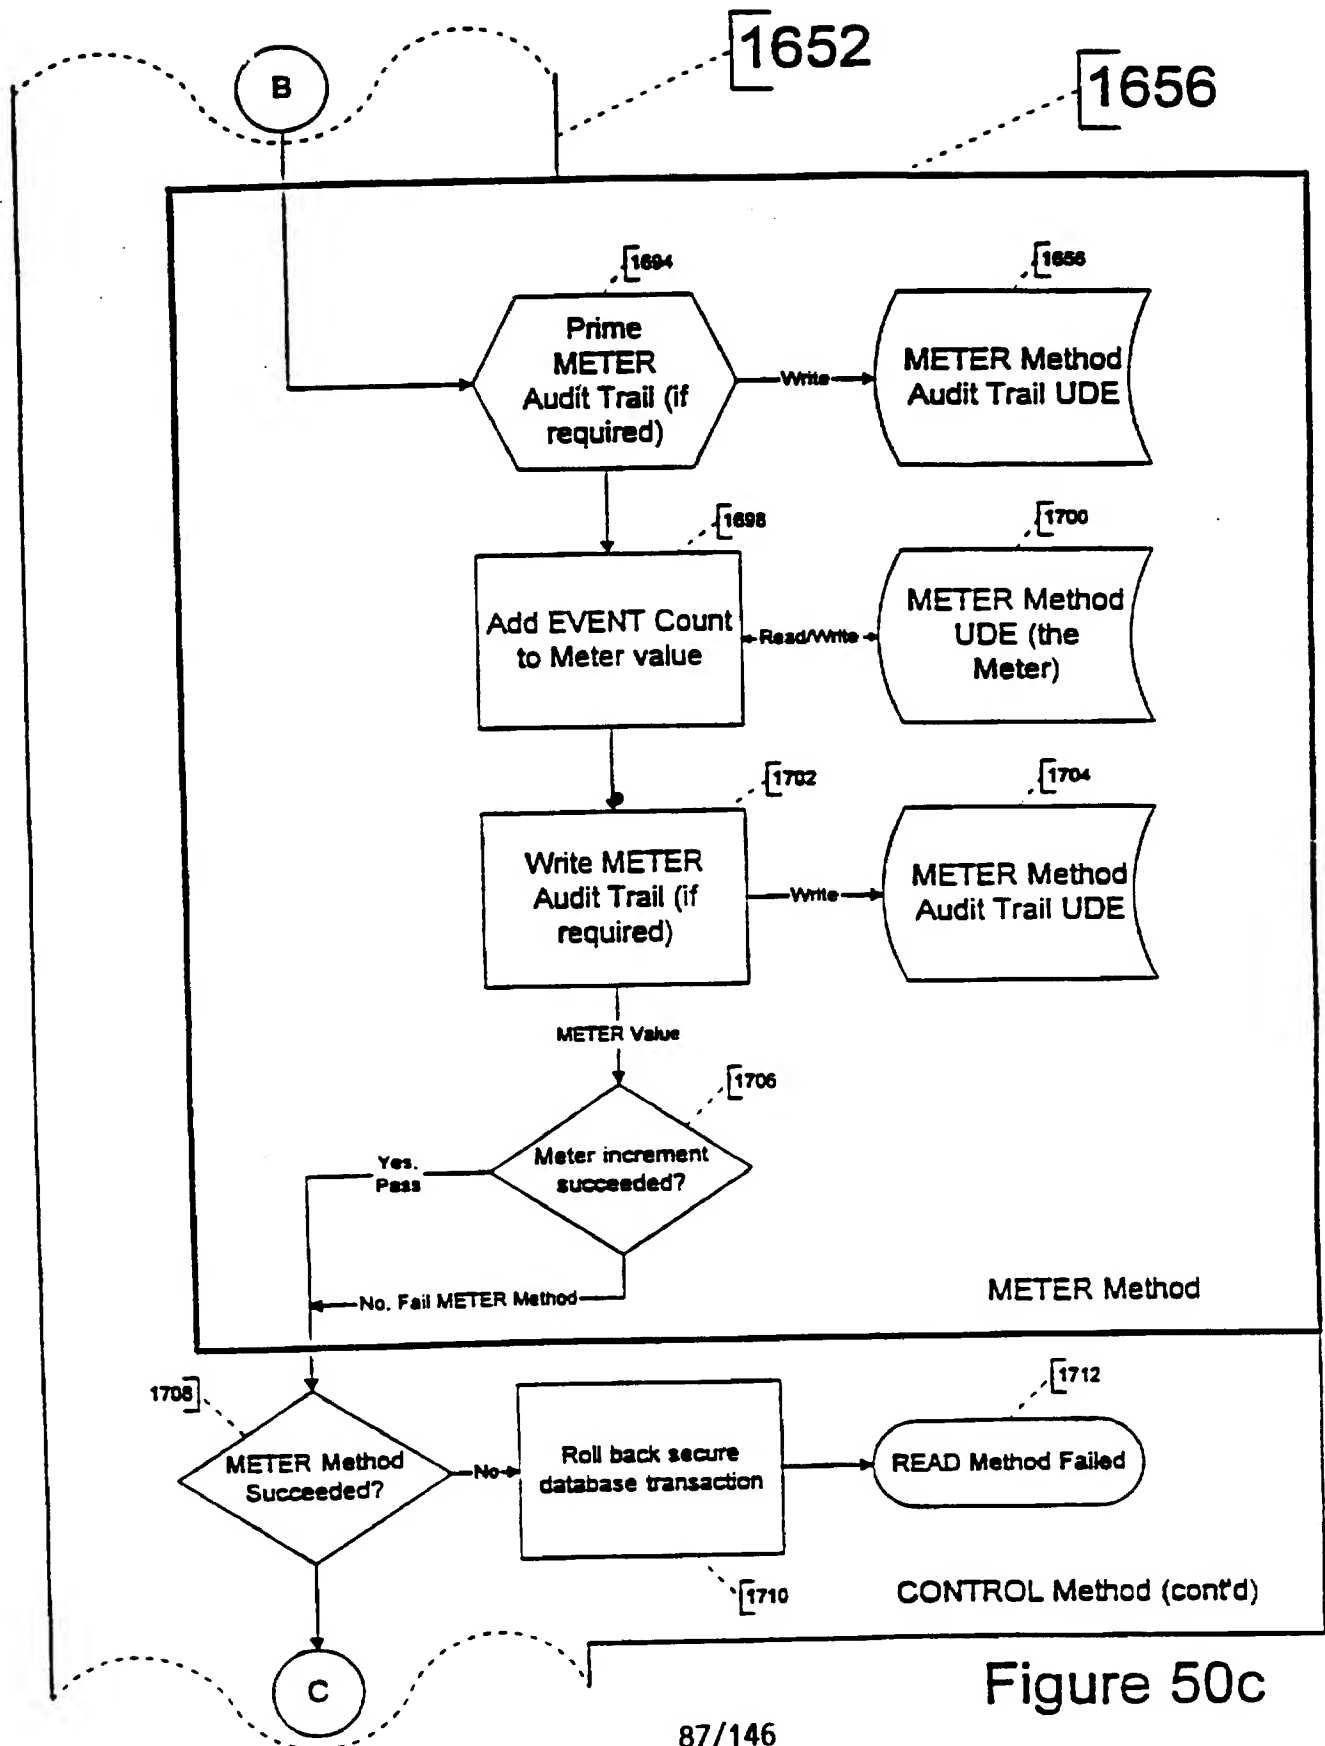 1652
1656
B
1694
1656
Prime
METER
Audit Trail (if
required)
Write
METER Method
Audit Trail UDE
1698
1700
Add EVENT Count
to Meter value
Read/Write
METER Method
UDE (the
Meter)
1702
1704
Write METER
Audit Trail (if
required)
Write
METER Method
Audit Trail UDE
METER Value
1706
Meter increment
succeeded?
Yes.
Pass
No. Fail METER Method
METER Method
1708
1712
METER Method
Succeeded?
No
Roll back secure
database transaction
READ Method Failed
1710
CONTROL Method (cont'd)
C
Figure 50c
87/146